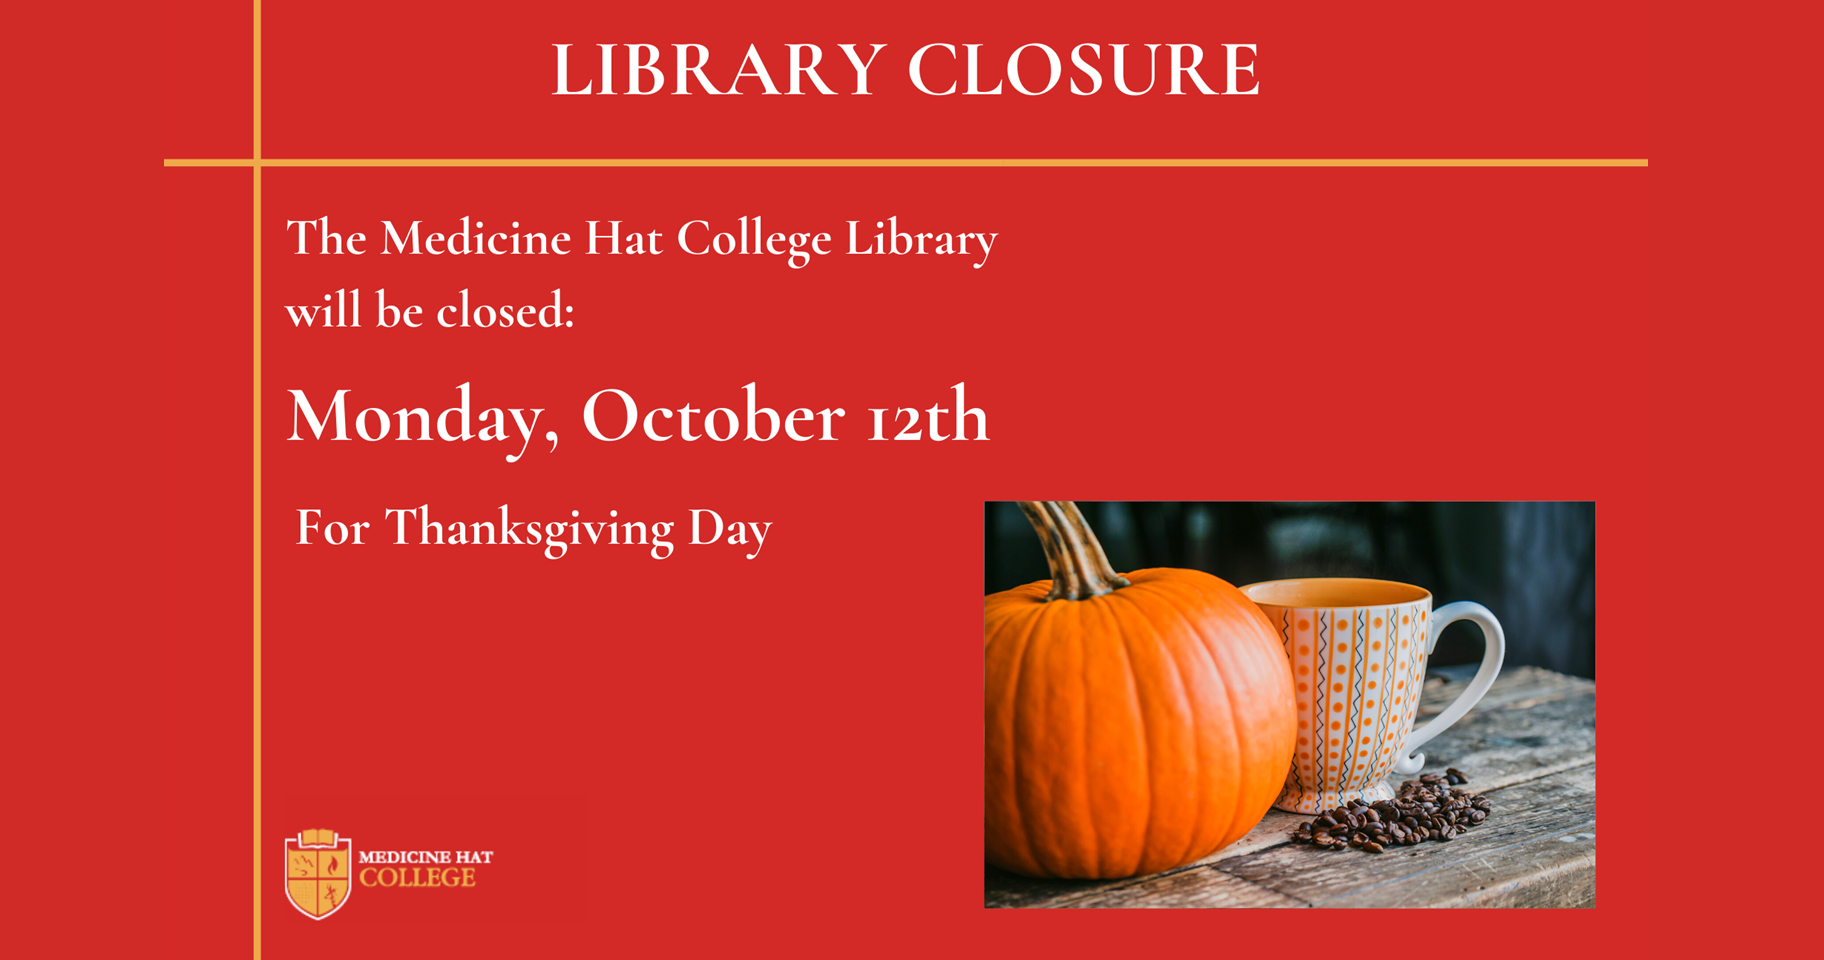 LIBRARY CLOSURE
The Medicine Hat College Library
will be closed:
Monday, October 12th
For Thanksgiving Day
MEDICINE HAT
COLLEGE